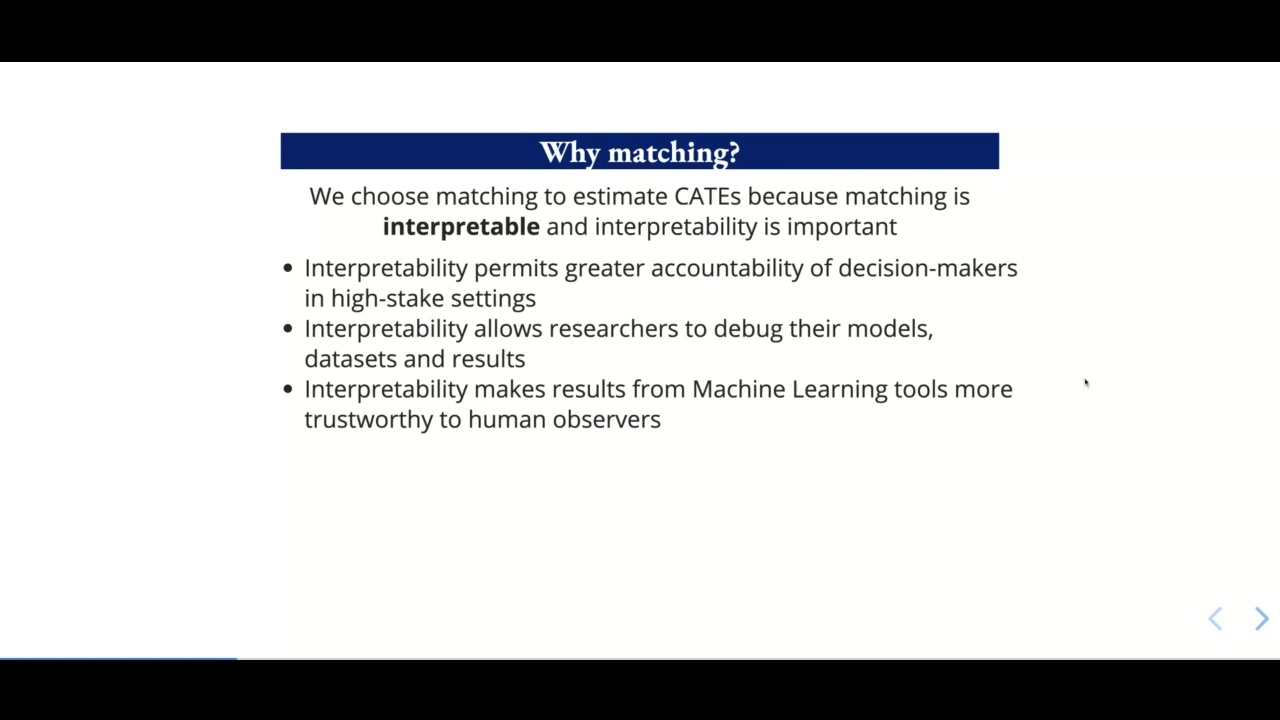 Why matching?
We choose matching to estimate CATEs because matching is
interpretable and interpretability is important
Interpretability permits greater accountability of decision-makers
in high-stake settings
Interpretability allows researchers to debug their models,
datasets and results
Interpretability makes results from Machine Learning tools more
trustworthy to human observers